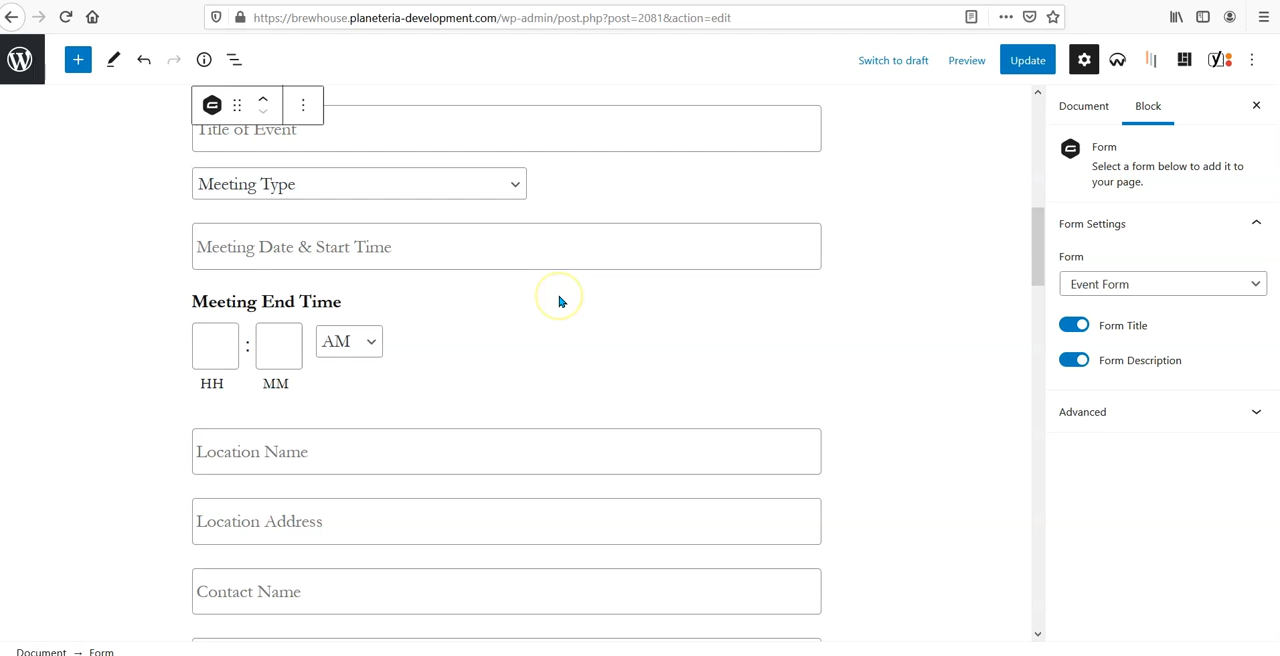 https://brewhouse.planeteria-development.com/wp-admin/post.php?post=2081&action=edit
Switch to draft
Preview
Update
Document
Block
Title of Event
Form
Select a form below to add it to
your page.
Meeting Type
Form Settings
Meeting Date & Start Time
Form
Event Form
Meeting End Time
Form Title
:
AM
Form Description
HH
MM
Advanced
Location Name
Location Address
Contact Name
Document → Form